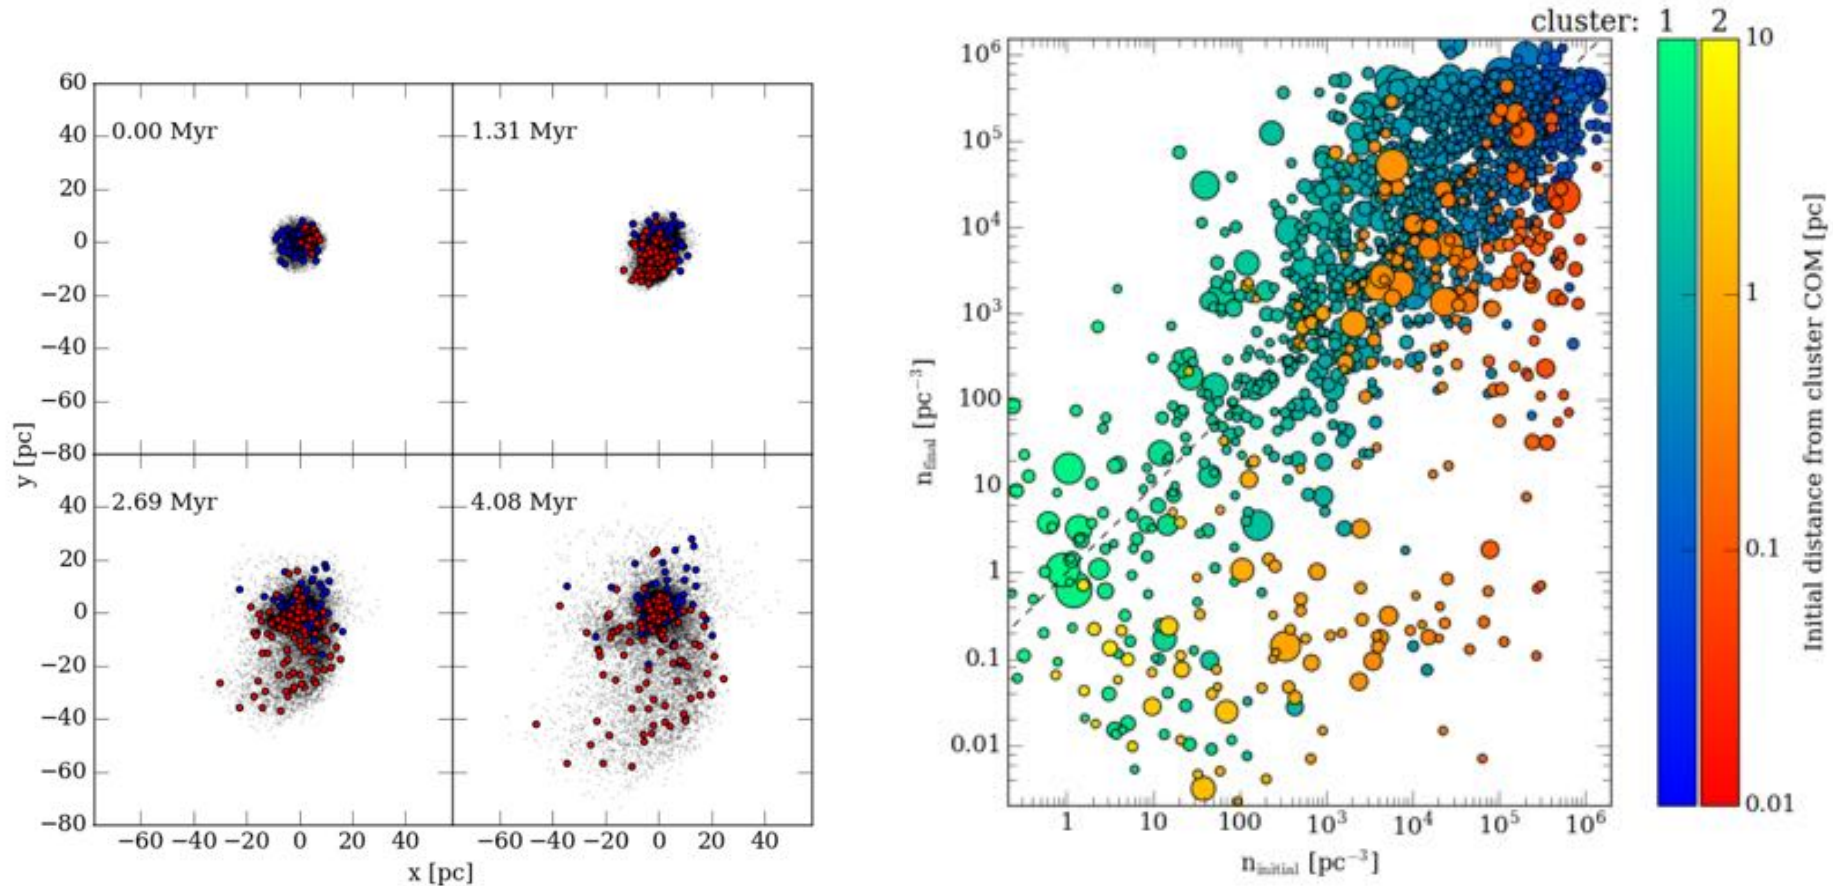 60
40
20
0
−20
−40
−60
−80
0.00 Myr
1.31 Myr
40
20
0
−20
−40
−60
−80
2.69 Myr
4.08 Myr
−60 −40 −20 0 20 40
−60 −40 −20 0 20 40
x [pc]
y [pc]
cluster: 1 2
10⁶
10⁵
10⁴
10³
100
10
1
0.1
0.01
n_final [pc⁻³]
1 10 100 10³ 10⁴ 10⁵ 10⁶
n_initial [pc⁻³]
10
1
0.1
0.01
Initial distance from cluster COM [pc]